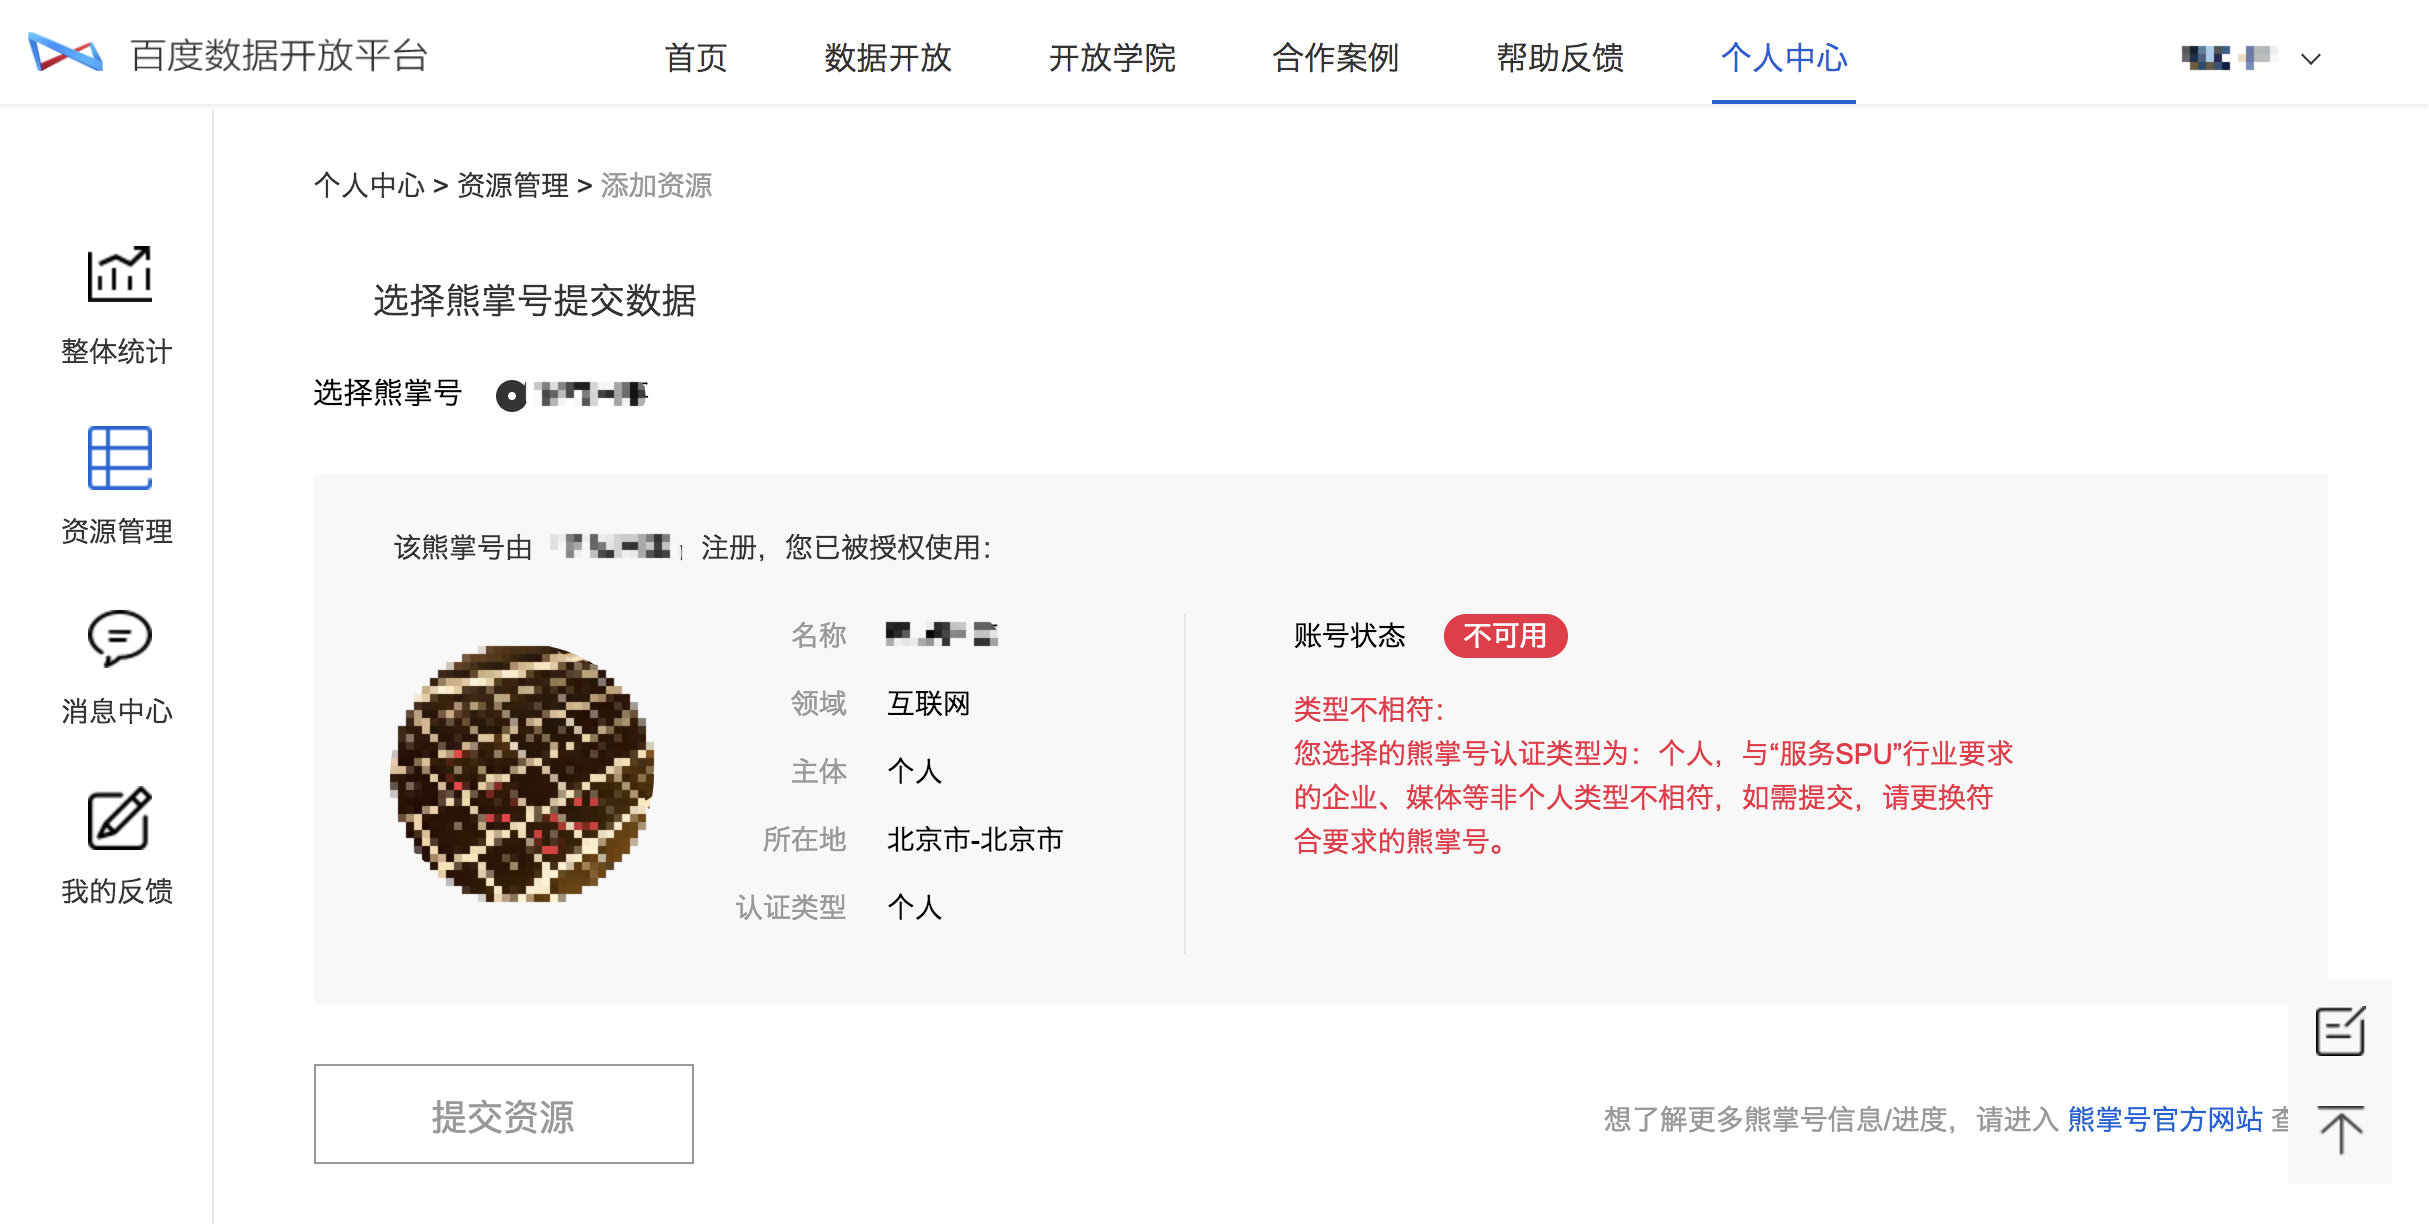 百度数据开放平台
首页 数据开放 开放学院 合作案例 帮助反馈 个人中心
个人中心 > 资源管理 > 添加资源
整体统计
资源管理
消息中心
我的反馈
选择熊掌号提交数据
选择熊掌号
该熊掌号由 注册，您已被授权使用：
名称
领域 互联网
主体 个人
所在地 北京市-北京市
认证类型 个人
账号状态 不可用
类型不相符：
您选择的熊掌号认证类型为：个人，与“服务SPU”行业要求
的企业、媒体等非个人类型不相符，如需提交，请更换符
合要求的熊掌号。
提交资源
想了解更多熊掌号信息/进度，请进入 熊掌号官方网站